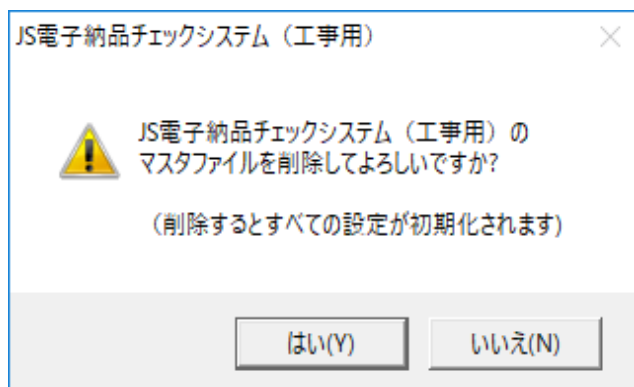 JS電子納品チェックシステム（工事用）
JS電子納品チェックシステム（工事用）の
マスタファイルを削除してよろしいですか?
（削除するとすべての設定が初期化されます)
はい(Y)
いいえ(N)